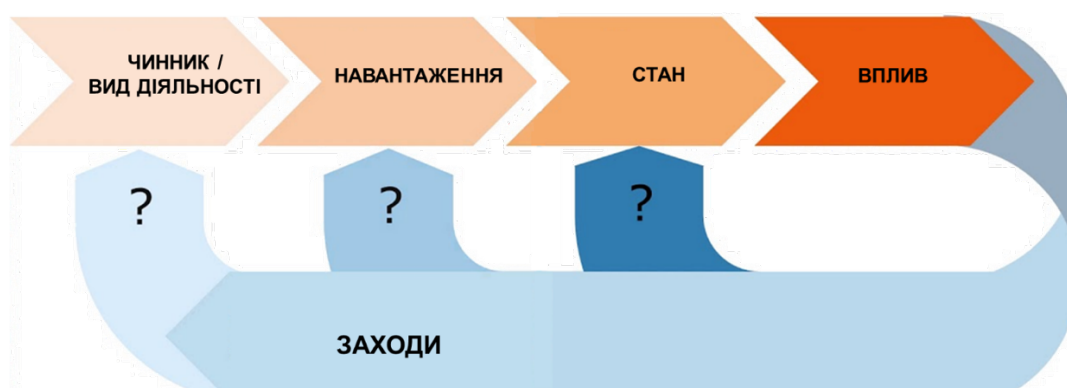 ЧИННИК /
ВИД ДІЯЛЬНОСТІ
НАВАНТАЖЕННЯ
СТАН
ВПЛИВ
?
?
?
ЗАХОДИ